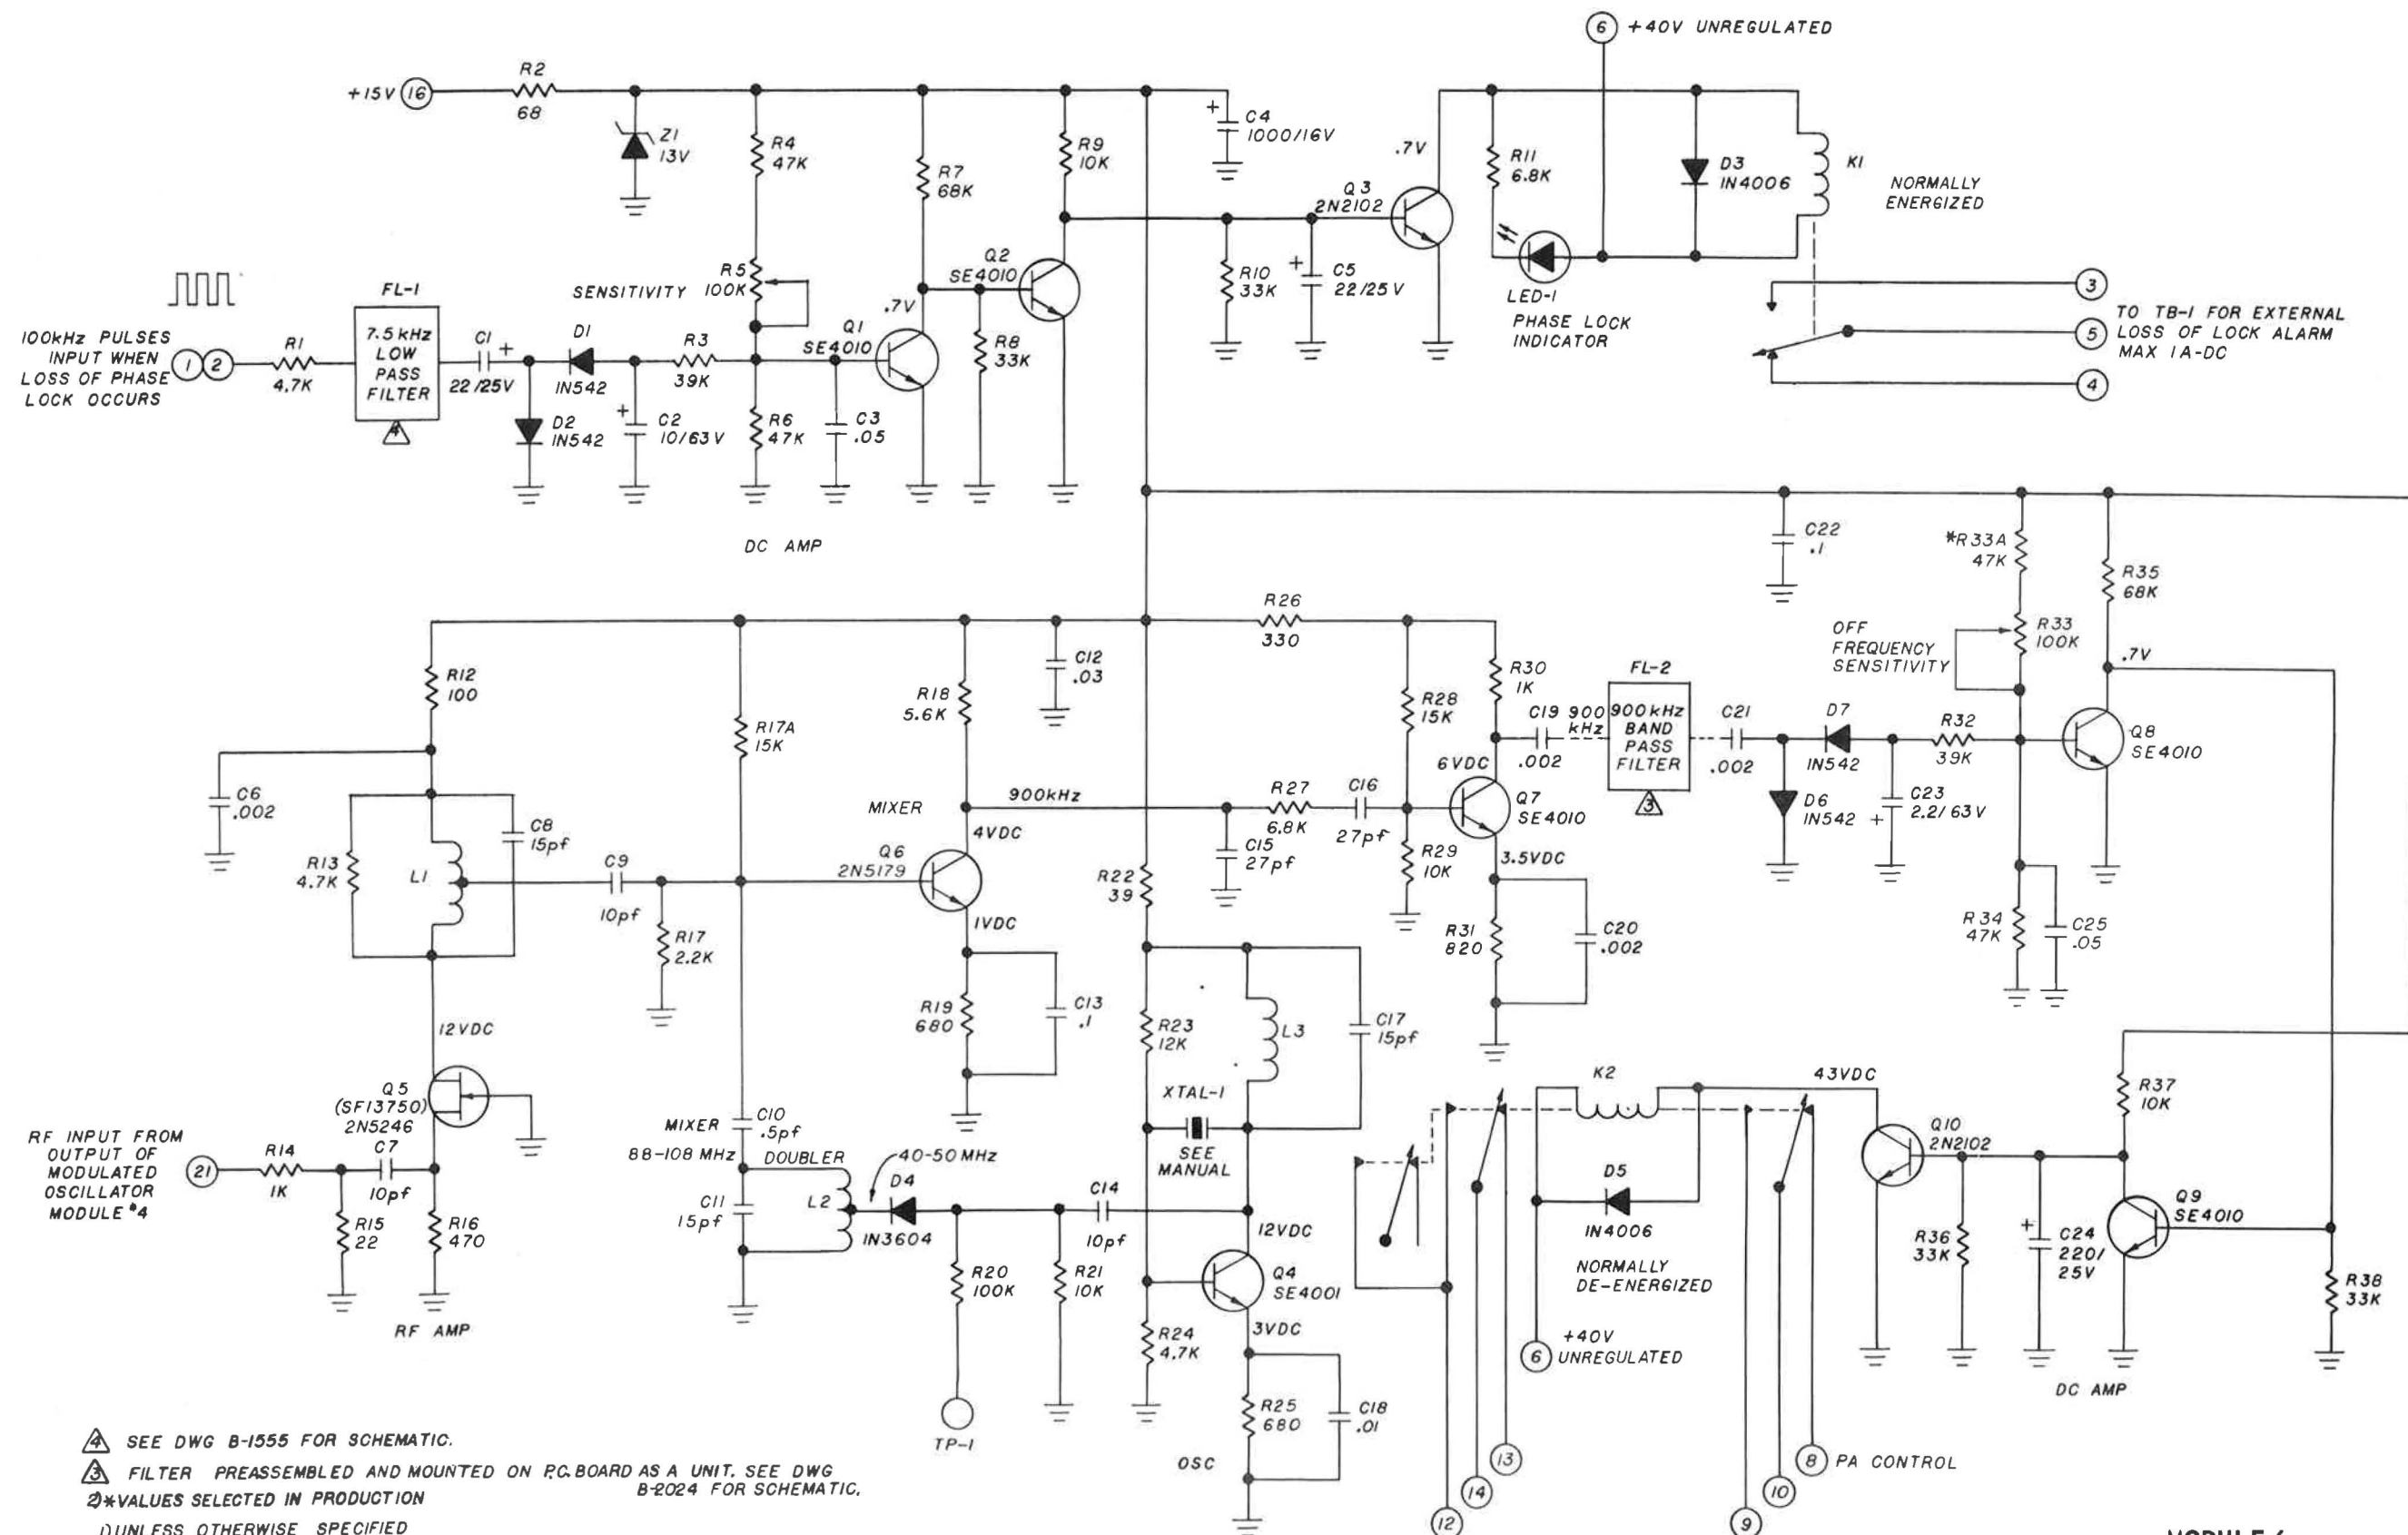 6 +40V UNREGULATED
+15V 16
R2
68
Z1
13V
R4
47K
R7
68K
R9
10K
C4
1000/16V
+
.7V
R11
6.8K
D3
IN4006
K1
NORMALLY
ENERGIZED
Q3
2N2102
R5
100K
SENSITIVITY
Q2
SE4010
R10
33K
+
C5
22/25V
LED-1
PHASE LOCK
INDICATOR
3
5
4
TO TB-1 FOR EXTERNAL
LOSS OF LOCK ALARM
MAX 1A-DC
100kHz PULSES
INPUT WHEN
LOSS OF PHASE
LOCK OCCURS
1 2
R1
4.7K
FL-1
7.5 kHz
LOW
PASS
FILTER
4
C1
+
22/25V
D1
IN542
R3
39K
.7V
Q1
SE4010
R8
33K
D2
IN542
+
C2
10/63V
R6
47K
C3
.05
DC AMP
C22
.1
*R33A
47K
R35
68K
OFF
FREQUENCY
SENSITIVITY
R33
100K
.7V
R12
100
R17A
15K
R18
5.6K
C12
.03
R26
330
R28
15K
R30
1K
C19
.002
900
kHz
FL-2
900kHz
BAND
PASS
FILTER
3
C21
.002
D7
IN542
R32
39K
Q8
SE4010
C6
.002
R13
4.7K
L1
C8
15pf
C9
10pf
R17
2.2K
MIXER
900kHz
4VDC
Q6
2N5179
1VDC
C15
27pf
R27
6.8K
C16
27pf
6VDC
Q7
SE4010
R29
10K
3.5VDC
D6
IN542
+
C23
2.2/63V
R34
47K
C25
.05
R22
39
R31
820
C20
.002
R19
680
C13
.1
R23
12K
L3
C17
15pf
12VDC
Q5
(SF13750)
2N5246
RF INPUT FROM
OUTPUT OF
MODULATED
OSCILLATOR
MODULE #4
21
R14
1K
C7
10pf
R15
22
R16
470
RF AMP
MIXER
C10
.5pf
88-108 MHz
DOUBLER
40-50 MHz
C11
15pf
L2
D4
IN3604
C14
10pf
R20
100K
R21
10K
TP-1
XTAL-1
SEE
MANUAL
12VDC
Q4
SE4001
3VDC
R24
4.7K
R25
680
C18
.01
OSC
K2
43VDC
D5
IN4006
NORMALLY
DE-ENERGIZED
6
+40V
UNREGULATED
Q10
2N2102
R37
10K
Q9
SE4010
R36
33K
+
C24
220/
25V
R38
33K
DC AMP
13
14
12
8 PA CONTROL
10
9
4 SEE DWG B-1555 FOR SCHEMATIC.
3 FILTER PREASSEMBLED AND MOUNTED ON P.C. BOARD AS A UNIT. SEE DWG
B-2024 FOR SCHEMATIC.
2) *VALUES SELECTED IN PRODUCTION
1) UNLESS OTHERWISE SPECIFIED
MODULE 6